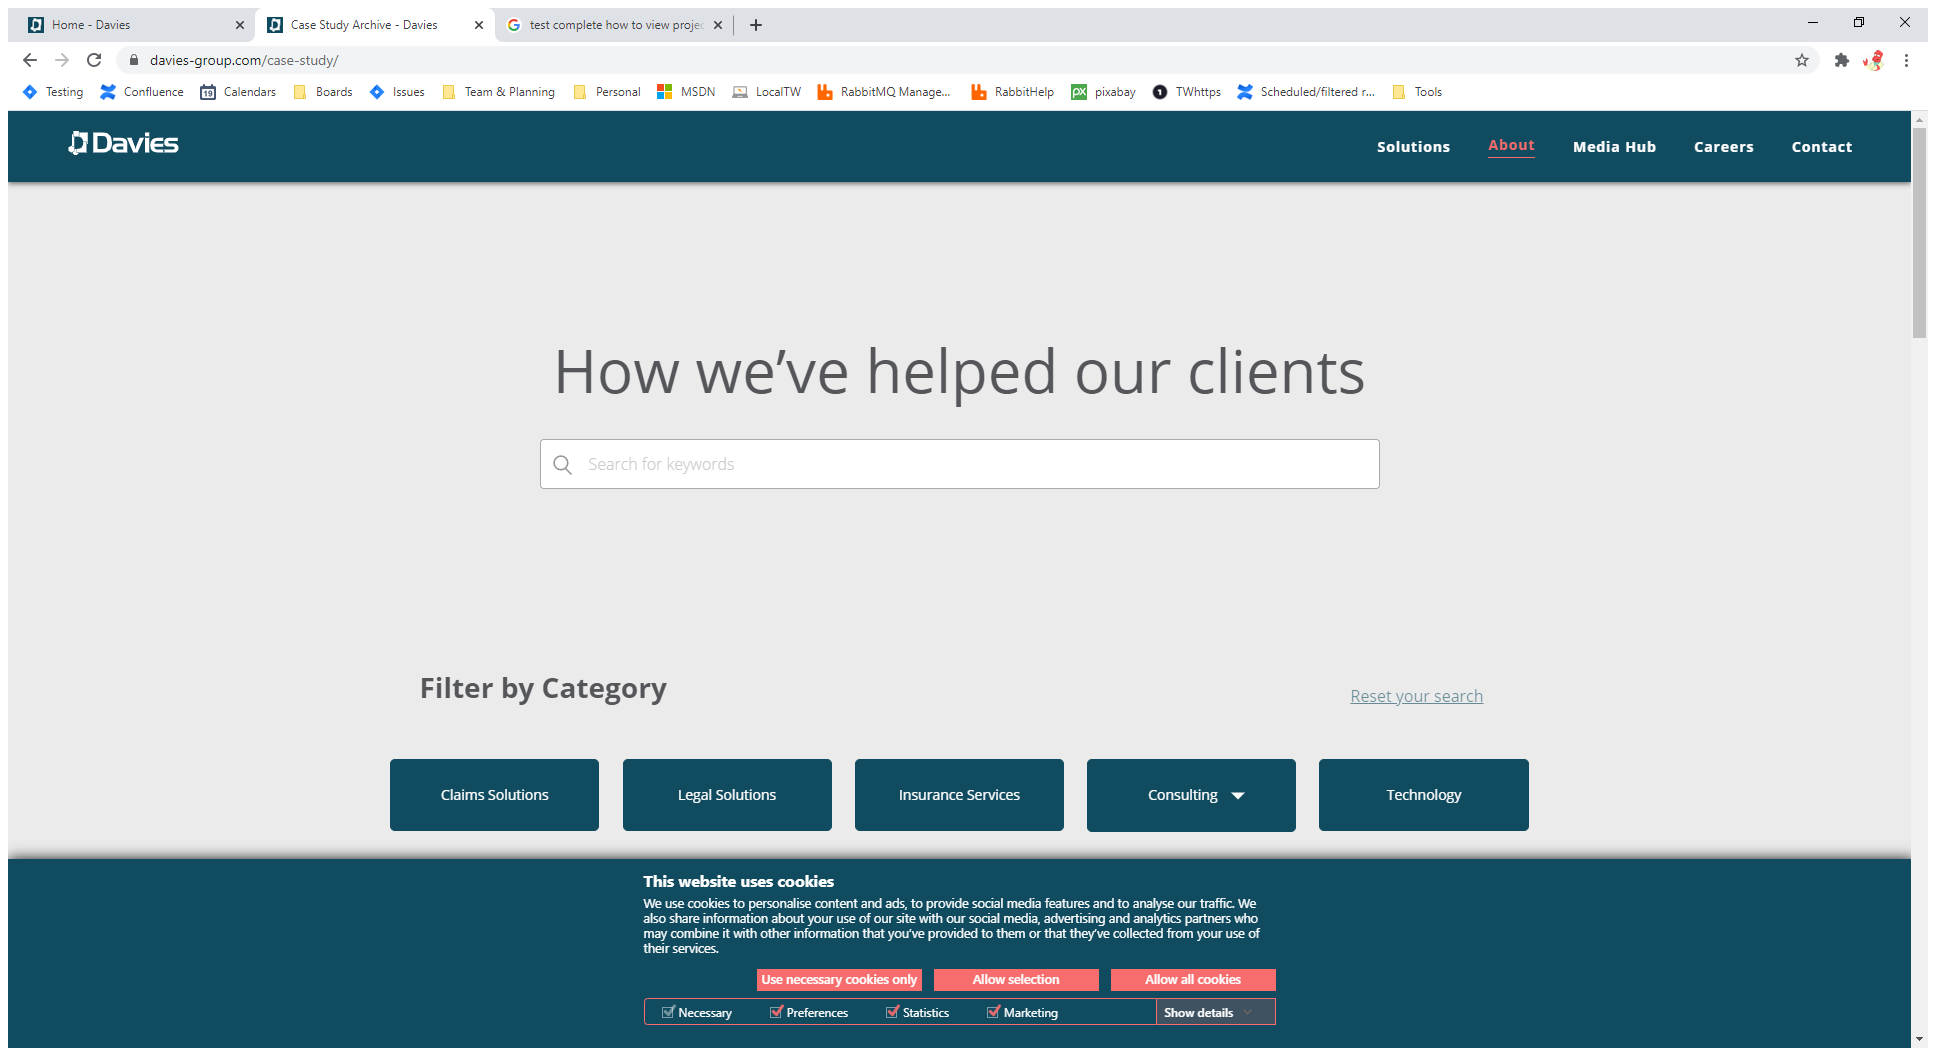 Home - Davies
Case Study Archive - Davies
test complete how to view projec
davies-group.com/case-study/
Testing
Confluence
19
Calendars
Boards
Issues
Team & Planning
Personal
MSDN
LocalTW
RabbitMQ Manage...
RabbitHelp
px
pixabay
1
TWhttps
Scheduled/filtered r...
Tools
Davies
Solutions
About
Media Hub
Careers
Contact
How we’ve helped our clients
Search for keywords
Filter by Category
Reset your search
Claims Solutions
Legal Solutions
Insurance Services
Consulting
Technology
This website uses cookies
We use cookies to personalise content and ads, to provide social media features and to analyse our traffic. We
also share information about your use of our site with our social media, advertising and analytics partners who
may combine it with other information that you’ve provided to them or that they’ve collected from your use of
their services.
Use necessary cookies only
Allow selection
Allow all cookies
Necessary
Preferences
Statistics
Marketing
Show details